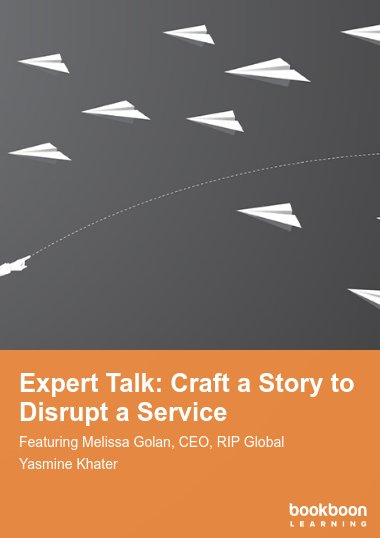 Expert Talk: Craft a Story to
Disrupt a Service
Featuring Melissa Golan, CEO, RIP Global
Yasmine Khater
bookboon
LEARNING